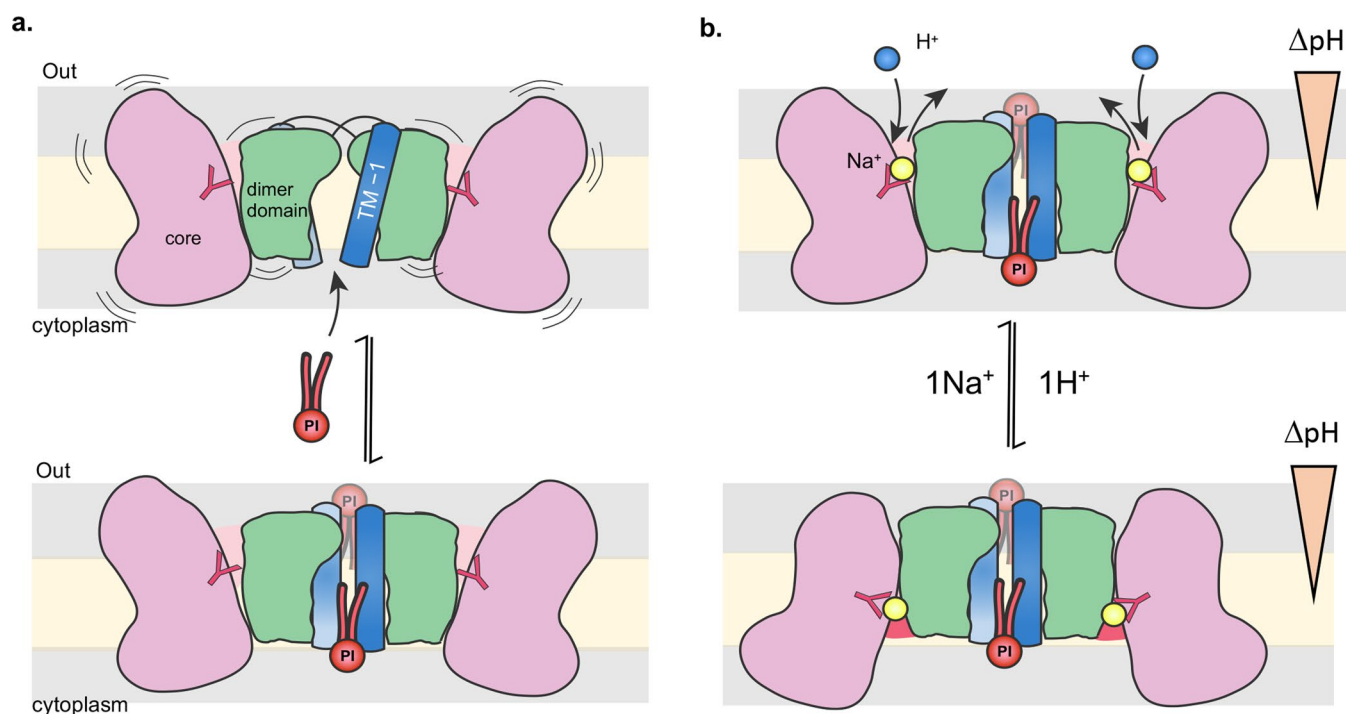 a.
Out
dimer
domain
TM –1
core
cytoplasm
PI
Out
PI
PI
cytoplasm
b.
H⁺
ΔpH
PI
Na⁺
PI
1Na⁺ 1H⁺
ΔpH
PI
PI